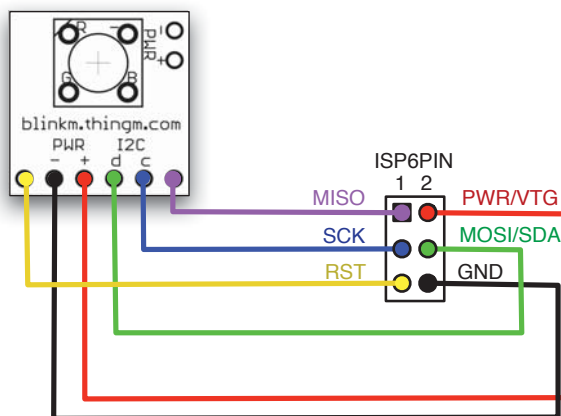 R − −
PWR
+
G B
blinkm.thingm.com
PWR I2C
− + d c
ISP6PIN
1 2
MISO PWR/VTG
SCK MOSI/SDA
RST GND